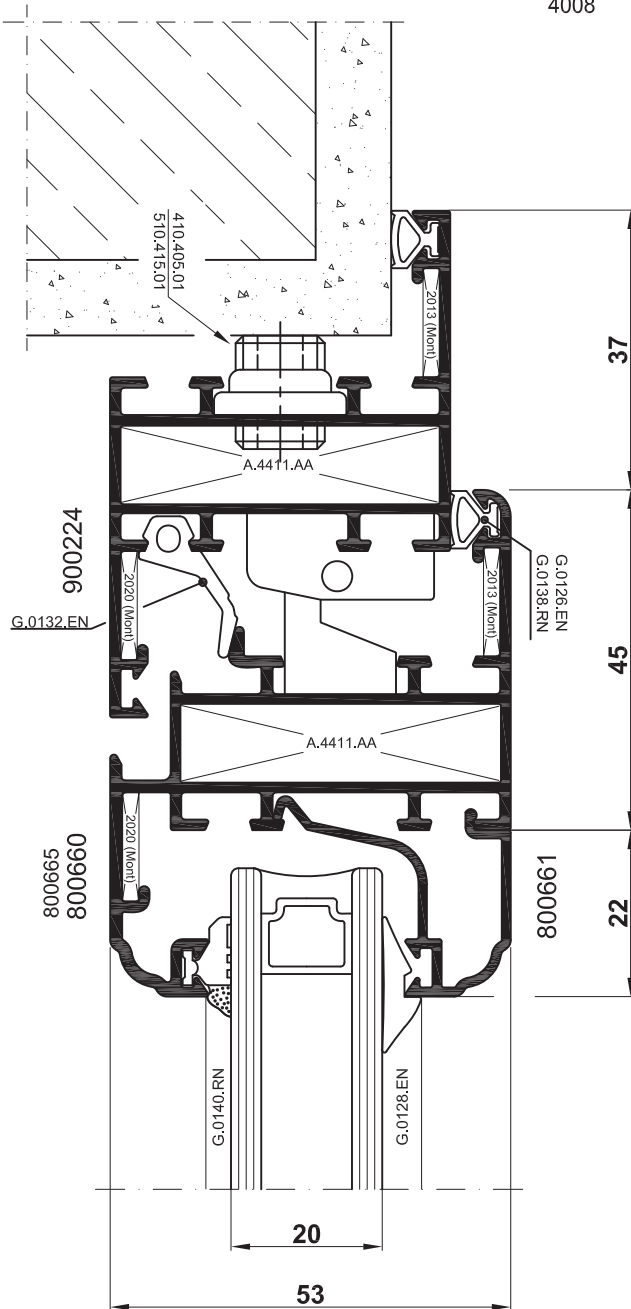 4008
410.405.01
510.415.01
2013 (Mont)
37
A.4411.AA
900224
2020 (Mont)
G.0132.EN
2013 (Mont)
G.0126.EN
G.0138.RN
45
A.4411.AA
800665
800660
2020 (Mont)
800661
22
G.0140.RN
G.0128.EN
20
53